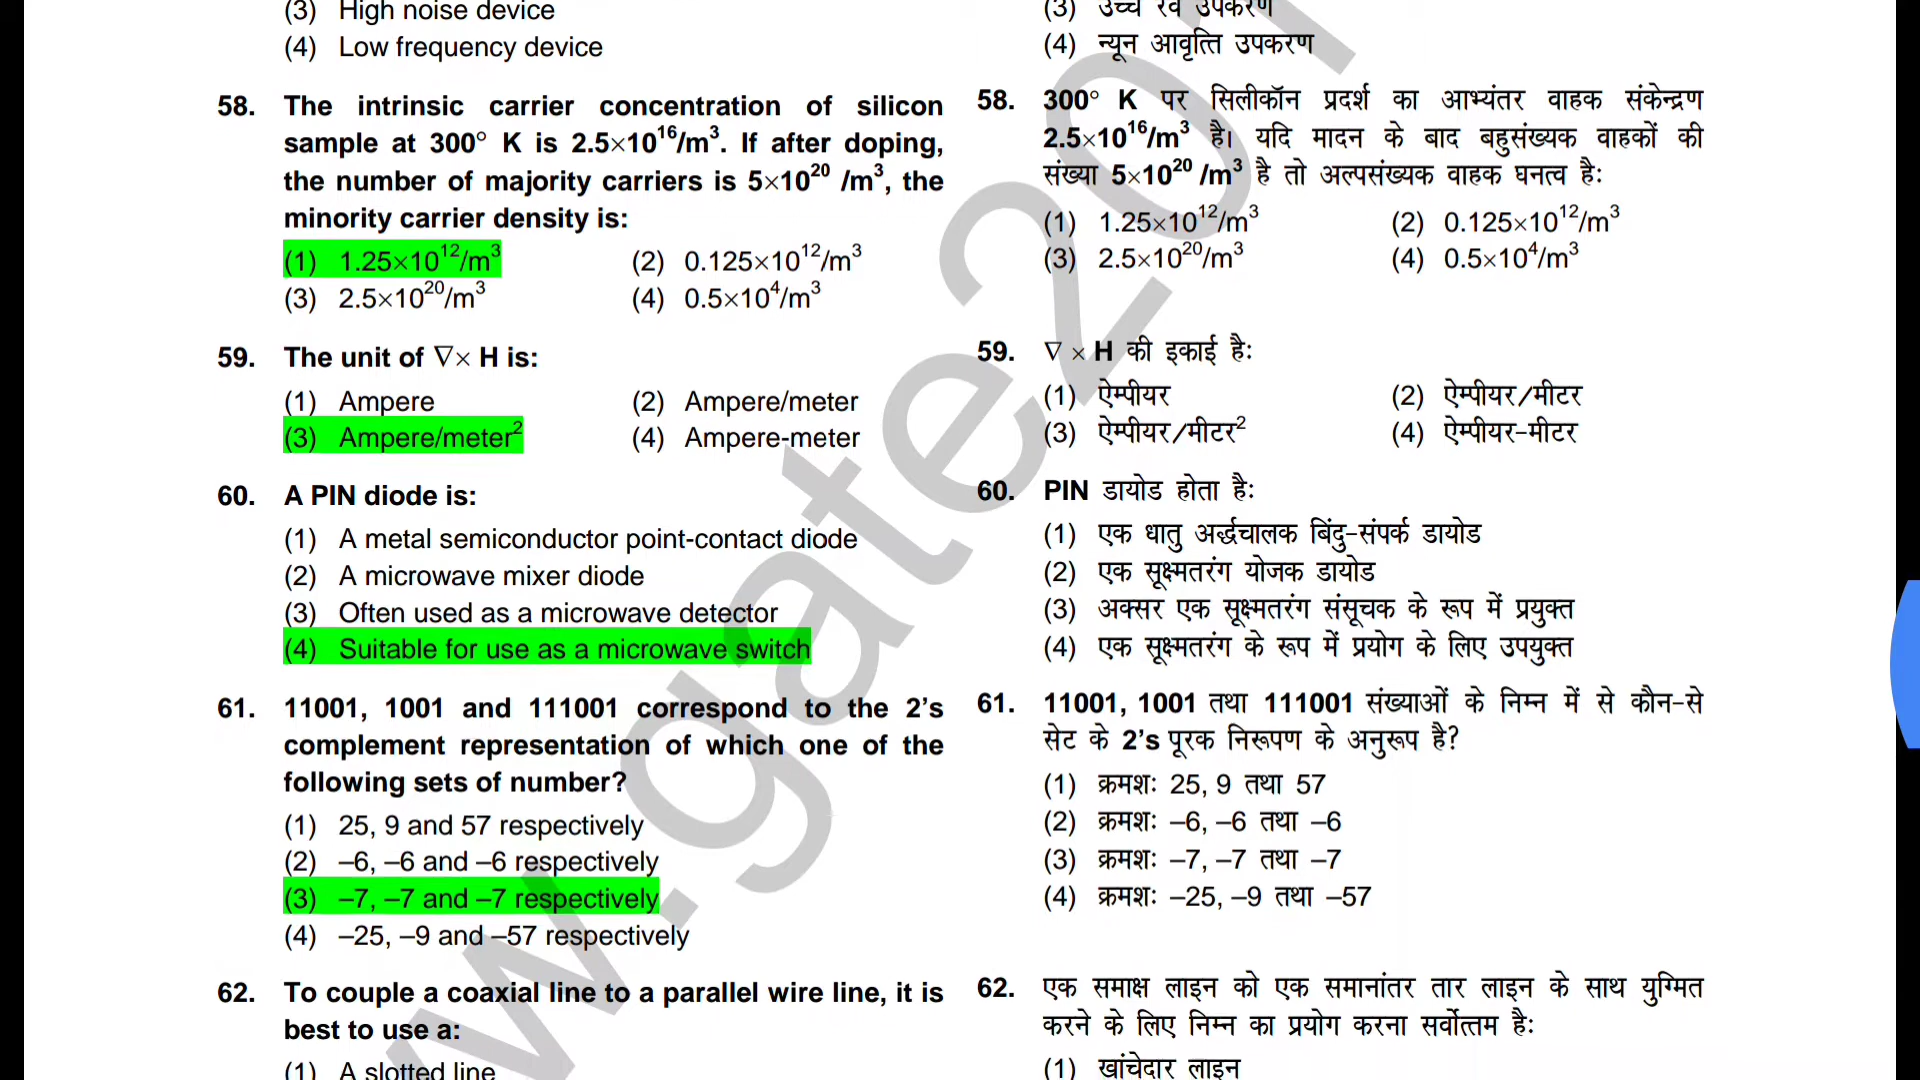 (3) High noise device
(4) Low frequency device
58. The intrinsic carrier concentration of silicon
sample at 300° K is 2.5×10¹⁶/m³. If after doping,
the number of majority carriers is 5×10²⁰ /m³, the
minority carrier density is:
(1) 1.25×10¹²/m³ (2) 0.125×10¹²/m³
(3) 2.5×10²⁰/m³ (4) 0.5×10⁴/m³
59. The unit of ∇× H is:
(1) Ampere (2) Ampere/meter
(3) Ampere/meter² (4) Ampere-meter
60. A PIN diode is:
(1) A metal semiconductor point-contact diode
(2) A microwave mixer diode
(3) Often used as a microwave detector
(4) Suitable for use as a microwave switch
61. 11001, 1001 and 111001 correspond to the 2’s
complement representation of which one of the
following sets of number?
(1) 25, 9 and 57 respectively
(2) –6, –6 and –6 respectively
(3) –7, –7 and –7 respectively
(4) –25, –9 and –57 respectively
62. To couple a coaxial line to a parallel wire line, it is
best to use a:
(1) A slotted line
(3) उच्च रव उपकरण
(4) न्यून आवृत्ति उपकरण
58. 300° K पर सिलीकॉन प्रदर्श का आभ्यंतर वाहक संकेन्द्रण
2.5×10¹⁶/m³ है। यदि मादन के बाद बहुसंख्यक वाहकों की
संख्या 5×10²⁰ /m³ है तो अल्पसंख्यक वाहक घनत्व है:
(1) 1.25×10¹²/m³ (2) 0.125×10¹²/m³
(3) 2.5×10²⁰/m³ (4) 0.5×10⁴/m³
59. ∇ × H की इकाई है:
(1) ऐम्पीयर (2) ऐम्पीयर/मीटर
(3) ऐम्पीयर/मीटर² (4) ऐम्पीयर-मीटर
60. PIN डायोड होता है:
(1) एक धातु अर्द्धचालक बिंदु-संपर्क डायोड
(2) एक सूक्ष्मतरंग योजक डायोड
(3) अक्सर एक सूक्ष्मतरंग संसूचक के रूप में प्रयुक्त
(4) एक सूक्ष्मतरंग के रूप में प्रयोग के लिए उपयुक्त
61. 11001, 1001 तथा 111001 संख्याओं के निम्न में से कौन-से
सेट के 2’s पूरक निरूपण के अनुरूप है?
(1) क्रमशः 25, 9 तथा 57
(2) क्रमशः –6, –6 तथा –6
(3) क्रमशः –7, –7 तथा –7
(4) क्रमशः –25, –9 तथा –57
62. एक समाक्ष लाइन को एक समानांतर तार लाइन के साथ युग्मित
करने के लिए निम्न का प्रयोग करना सर्वोत्तम है:
(1) खांचेदार लाइन
w.gate201